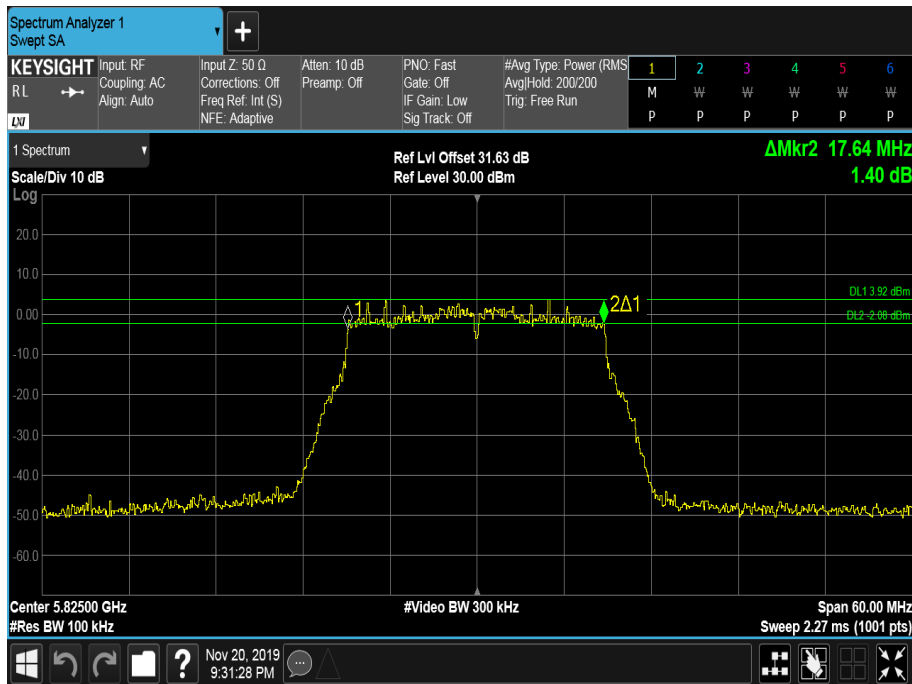 Spectrum Analyzer 1
Swept SA
KEYSIGHT
RL
LXI
Input: RF
Coupling: AC
Align: Auto
Input Z: 50 Ω
Corrections: Off
Freq Ref: Int (S)
NFE: Adaptive
Atten: 10 dB
Preamp: Off
PNO: Fast
Gate: Off
IF Gain: Low
Sig Track: Off
#Avg Type: Power (RMS
Avg|Hold: 200/200
Trig: Free Run
1 2 3 4 5 6
M W W W W W
P P P P P P
1 Spectrum
Scale/Div 10 dB
Log
Ref Lvl Offset 31.63 dB
Ref Level 30.00 dBm
ΔMkr2 17.64 MHz
1.40 dB
20.0
10.0
0.00
-10.0
-20.0
-30.0
-40.0
-50.0
-60.0
1
2Δ1
DL1 3.92 dBm
DL2 -2.08 dBm
Center 5.82500 GHz
#Res BW 100 kHz
#Video BW 300 kHz
Span 60.00 MHz
Sweep 2.27 ms (1001 pts)
?
Nov 20, 2019
9:31:28 PM